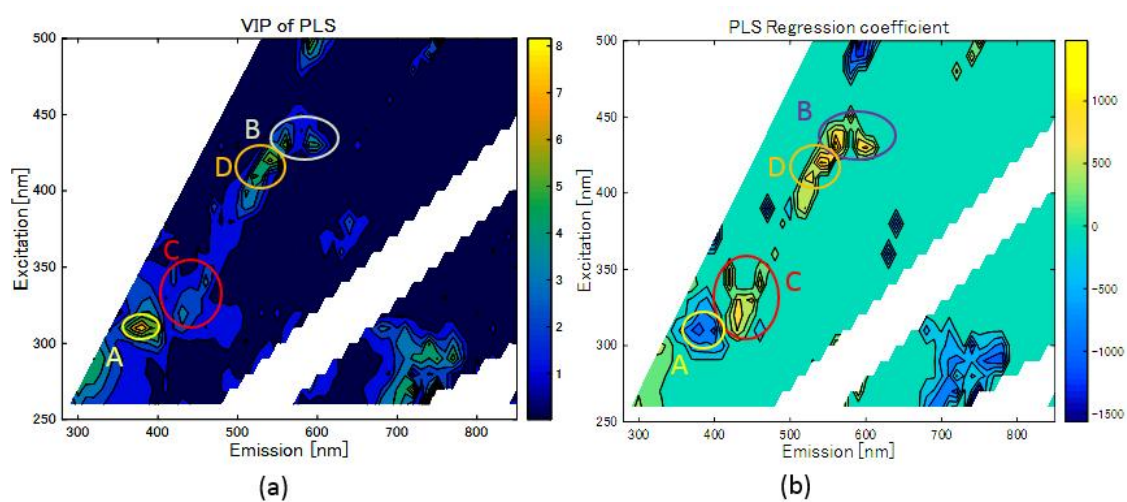 VIP of PLS
500
450
400
350
300
250
Excitation [nm]
300
400
500
600
700
800
Emission [nm]
B
D
C
A
8
7
6
5
4
3
2
1
(a)
PLS Regression coefficient
500
450
400
350
300
250
Excitation [nm]
300
400
500
600
700
800
Emission [nm]
B
D
C
A
1000
500
0
-500
-1000
-1500
(b)